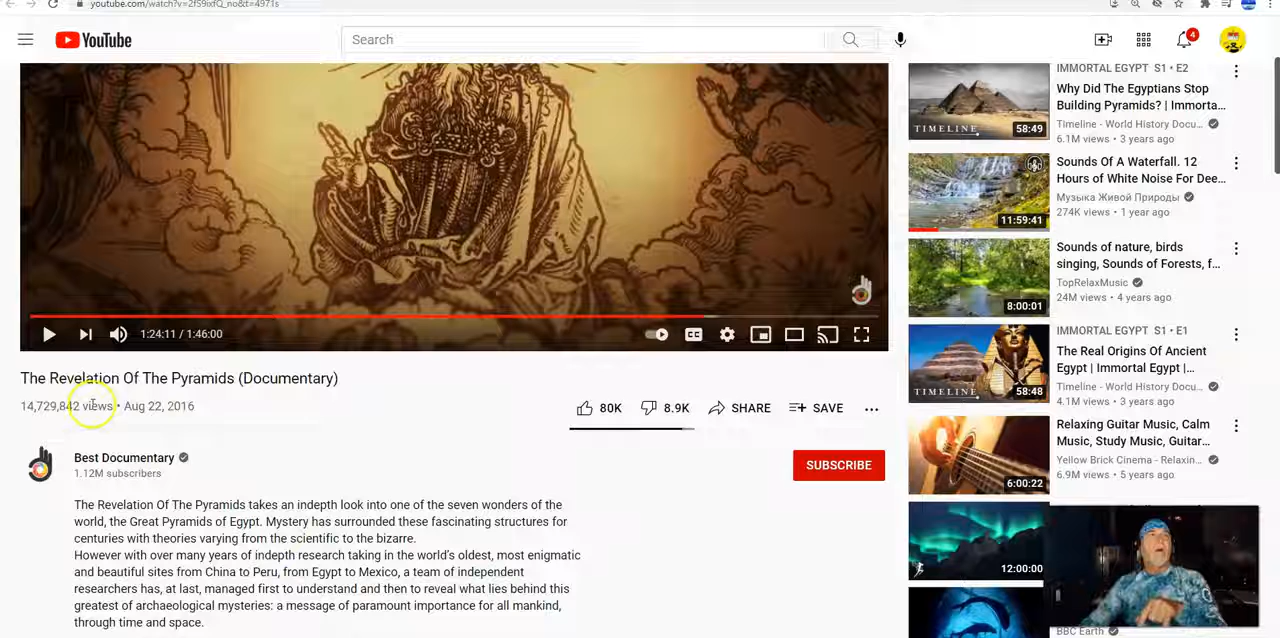 youtube.com/watch?v=2fS9ixfQ_no&t=4971s
YouTube
Search
4
1:24:11 / 1:46:00
CC
The Revelation Of The Pyramids (Documentary)
14,729,842 views • Aug 22, 2016
80K
8.9K
SHARE
SAVE
Best Documentary
1.12M subscribers
SUBSCRIBE
The Revelation Of The Pyramids takes an indepth look into one of the seven wonders of the
world, the Great Pyramids of Egypt. Mystery has surrounded these fascinating structures for
centuries with theories varying from the scientific to the bizarre.
However with over many years of indepth research taking in the world's oldest, most enigmatic
and beautiful sites from China to Peru, from Egypt to Mexico, a team of independent
researchers has, at last, managed first to understand and then to reveal what lies behind this
greatest of archaeological mysteries: a message of paramount importance for all mankind,
through time and space.
TIMELINE
58:49
IMMORTAL EGYPT S1 • E2
Why Did The Egyptians Stop
Building Pyramids? | Immorta...
Timeline - World History Docu...
6.1M views • 3 years ago
11:59:41
Sounds Of A Waterfall. 12
Hours of White Noise For Dee...
Музыка Живой Природы
274K views • 1 year ago
8:00:01
Sounds of nature, birds
singing, Sounds of Forests, f...
TopRelaxMusic
24M views • 4 years ago
TIMELINE
58:48
IMMORTAL EGYPT S1 • E1
The Real Origins Of Ancient
Egypt | Immortal Egypt |...
Timeline - World History Docu...
4.1M views • 3 years ago
6:00:22
Relaxing Guitar Music, Calm
Music, Study Music, Guitar...
Yellow Brick Cinema - Relaxin...
6.9M views • 5 years ago
12:00:00
BBC Earth